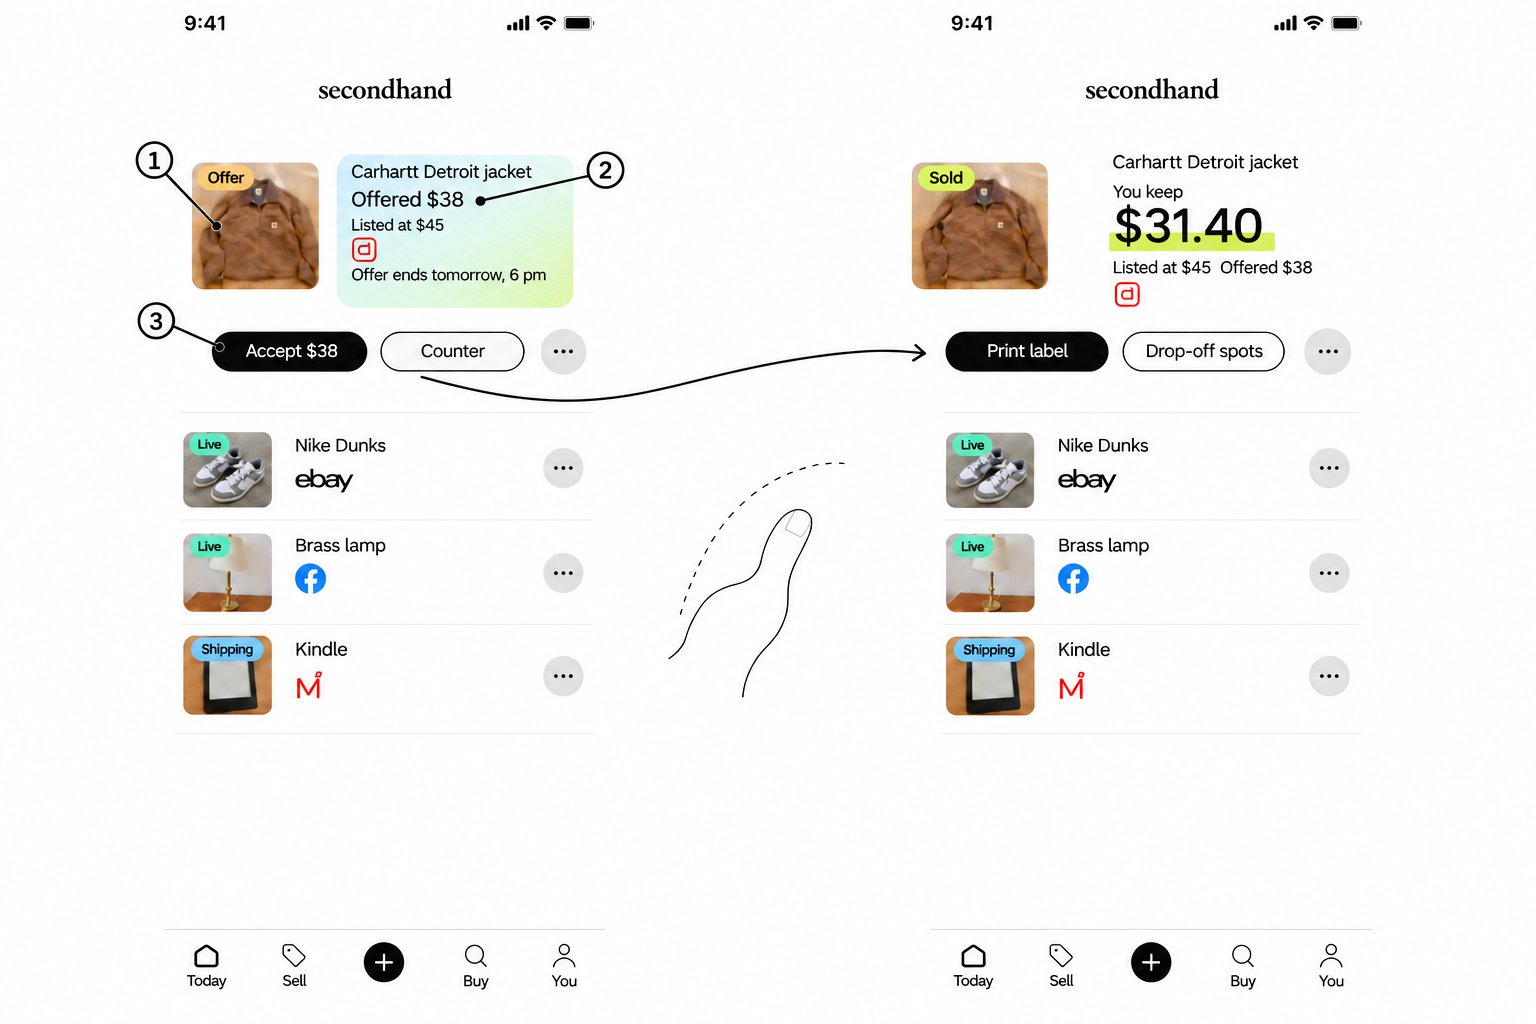 9:41
secondhand
1
Offer
Carhartt Detroit jacket
2
Offered $38
Listed at $45
Offer ends tomorrow, 6 pm
3
Accept $38
Counter
Live
Nike Dunks
ebay
Live
Brass lamp
Shipping
Kindle
Today
Sell
Buy
You
9:41
secondhand
Sold
Carhartt Detroit jacket
You keep
$31.40
Listed at $45 Offered $38
Print label
Drop-off spots
Live
Nike Dunks
ebay
Live
Brass lamp
Shipping
Kindle
Today
Sell
Buy
You